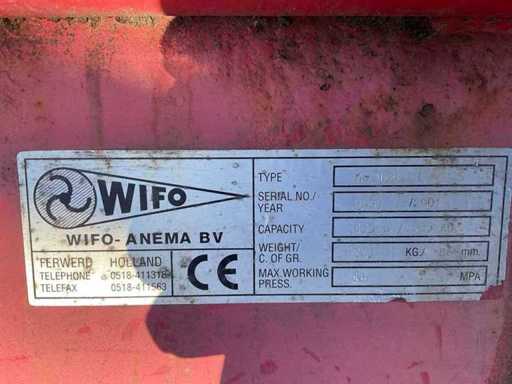 WIFO
WIFO-ANEMA BV
FERWERD HOLLAND
TELEPHONE 0518-411318
TELEFAX 0518-411563
CE
TYPE
SERIAL NO./
YEAR
CAPACITY
WEIGHT/ KG/ mm.
C. OF GR.
MAX. WORKING MPA
PRESS.